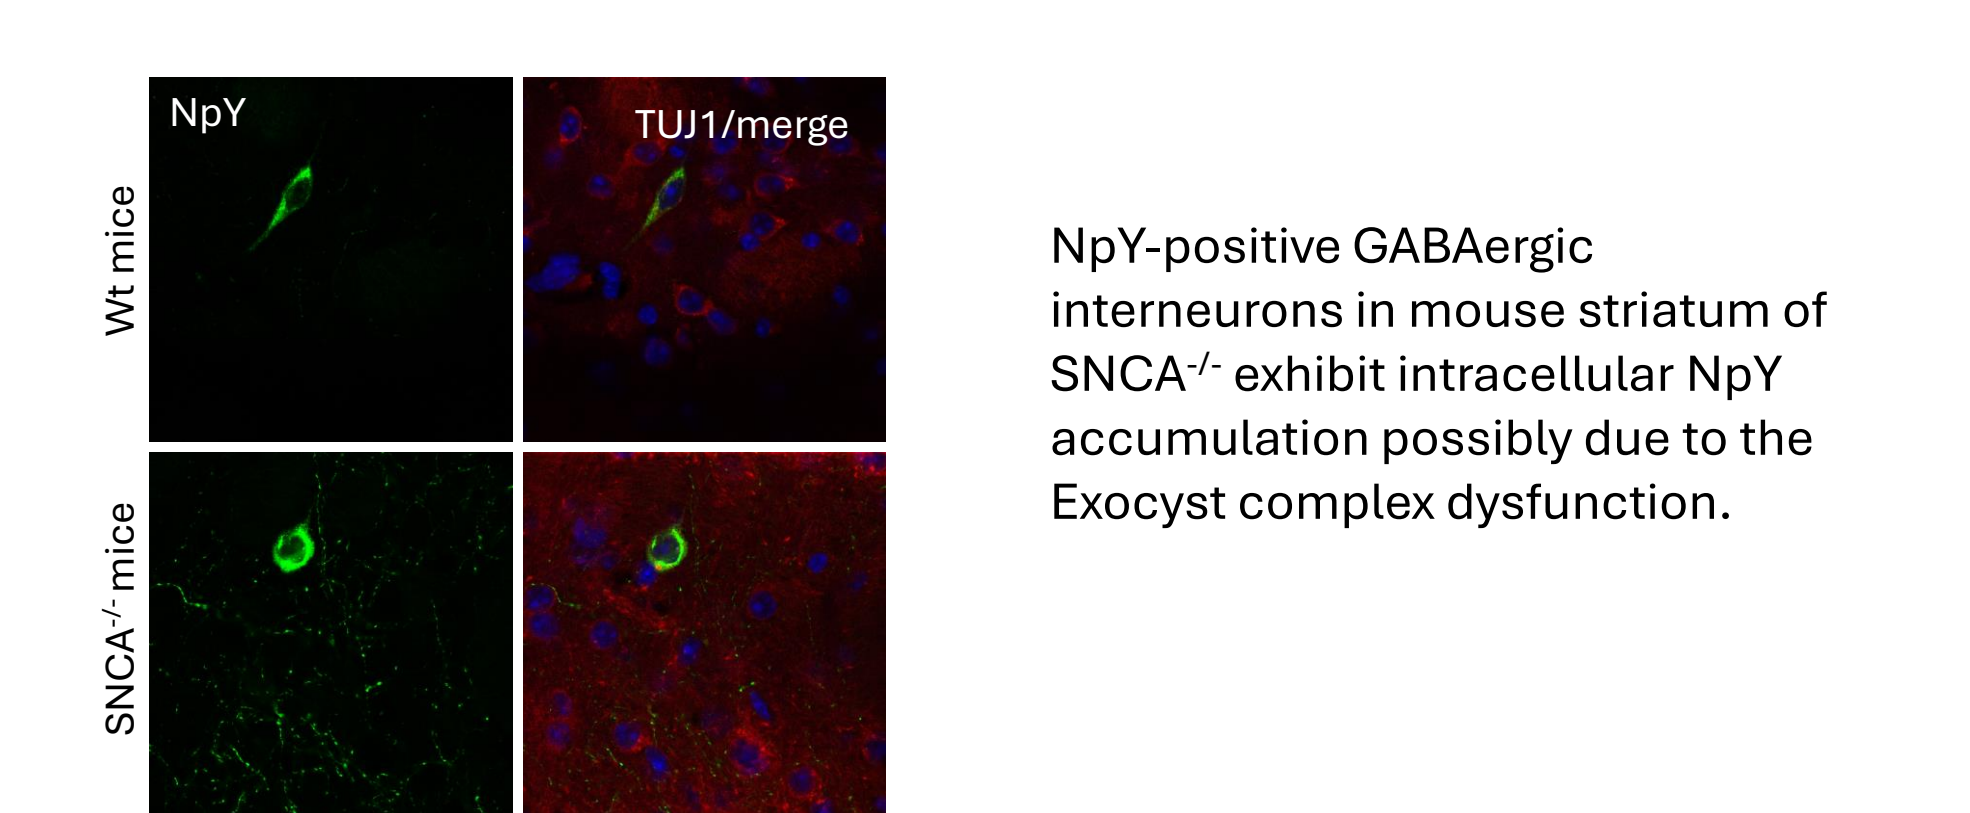 NpY
TUJ1/merge
Wt mice
SNCA-/- mice
NpY-positive GABAergic
interneurons in mouse striatum of
SNCA-/- exhibit intracellular NpY
accumulation possibly due to the
Exocyst complex dysfunction.